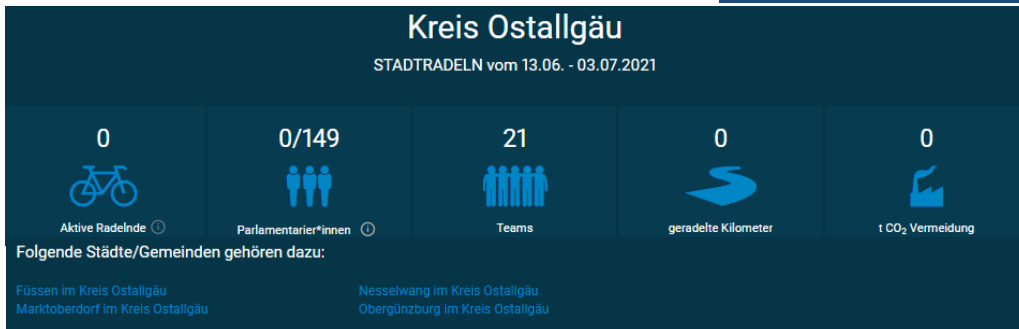 Kreis Ostallgäu
STADTRADELN vom 13.06. - 03.07.2021
0
Aktive Radelnde
0/149
Parlamentarier*innen
21
Teams
0
geradelte Kilometer
0
t CO₂ Vermeidung
Folgende Städte/Gemeinden gehören dazu:
Füssen im Kreis Ostallgäu
Marktoberdorf im Kreis Ostallgäu
Nesselwang im Kreis Ostallgäu
Obergünzburg im Kreis Ostallgäu